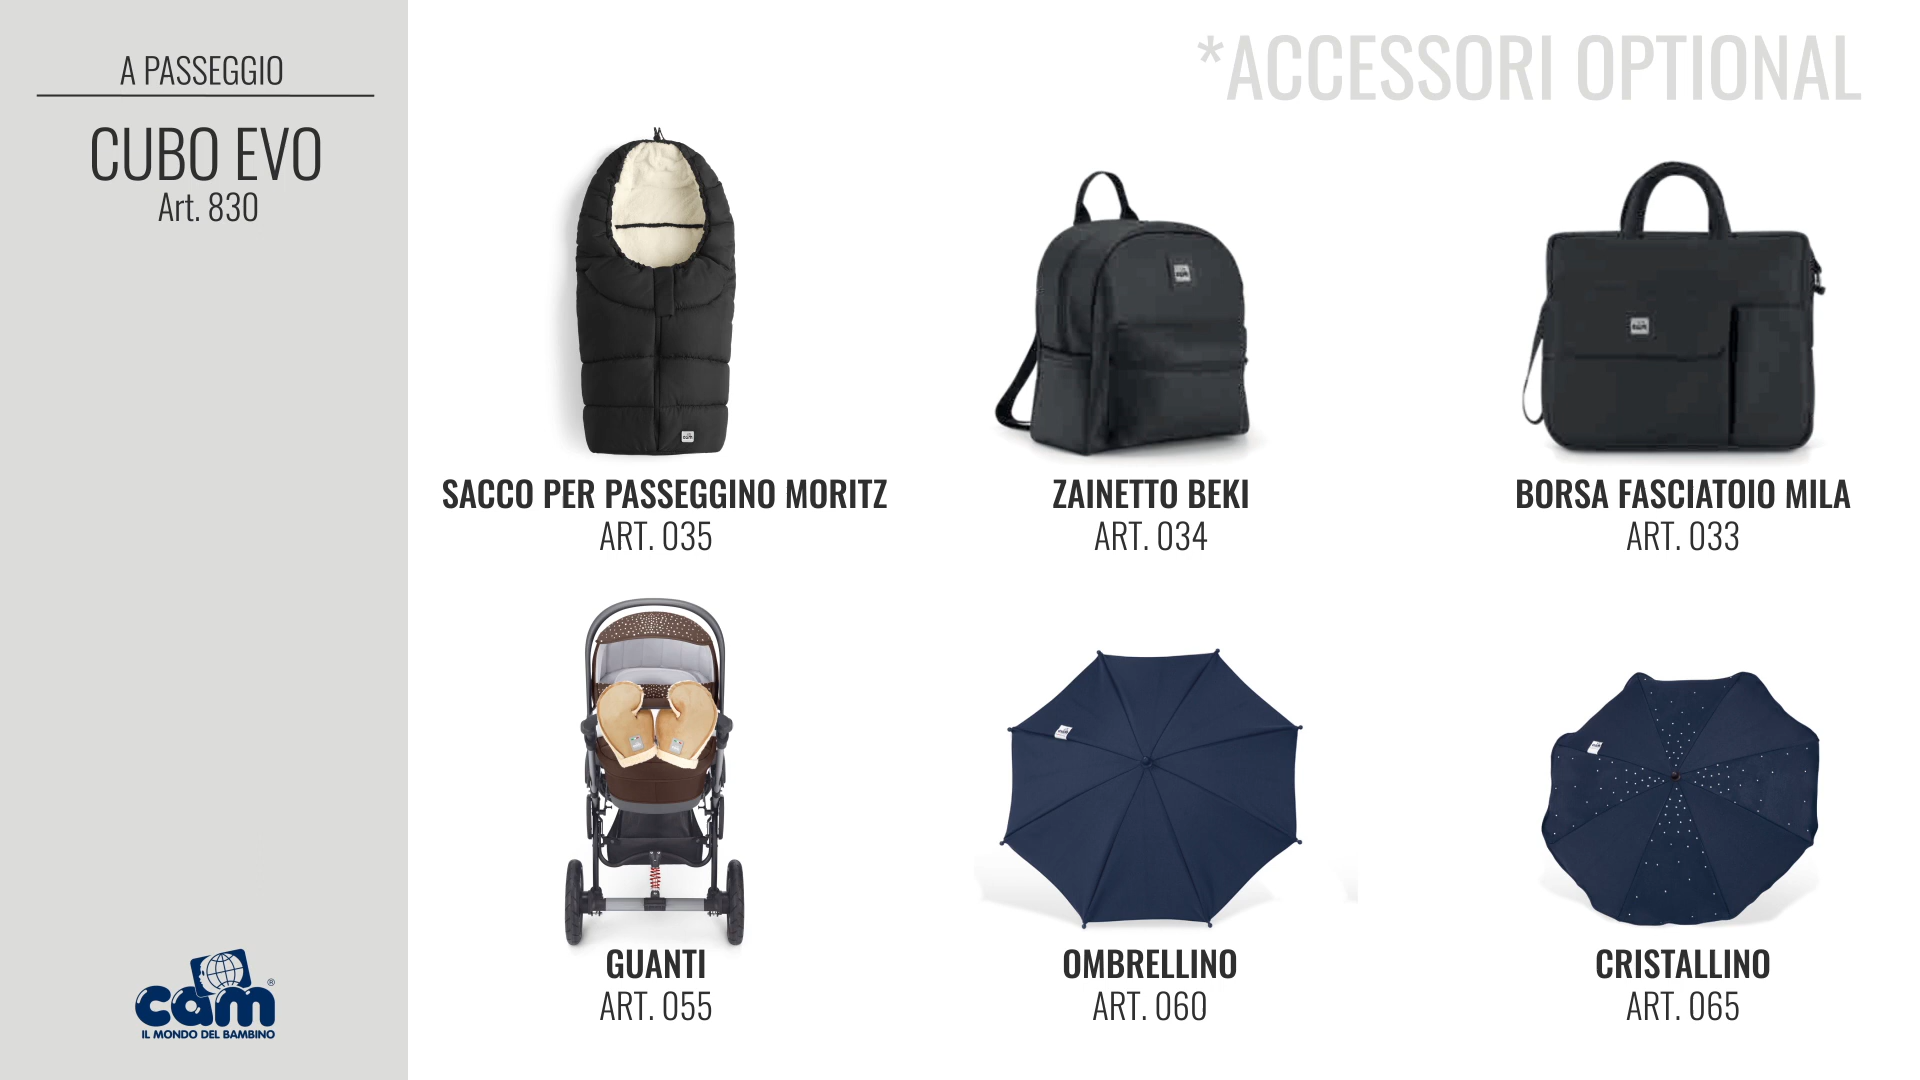 A PASSEGGIO
CUBO EVO
Art. 830
*ACCESSORI OPTIONAL
SACCO PER PASSEGGINO MORITZ
ART. 035
ZAINETTO BEKI
ART. 034
BORSA FASCIATOIO MILA
ART. 033
GUANTI
ART. 055
OMBRELLINO
ART. 060
CRISTALLINO
ART. 065
cam®
IL MONDO DEL BAMBINO